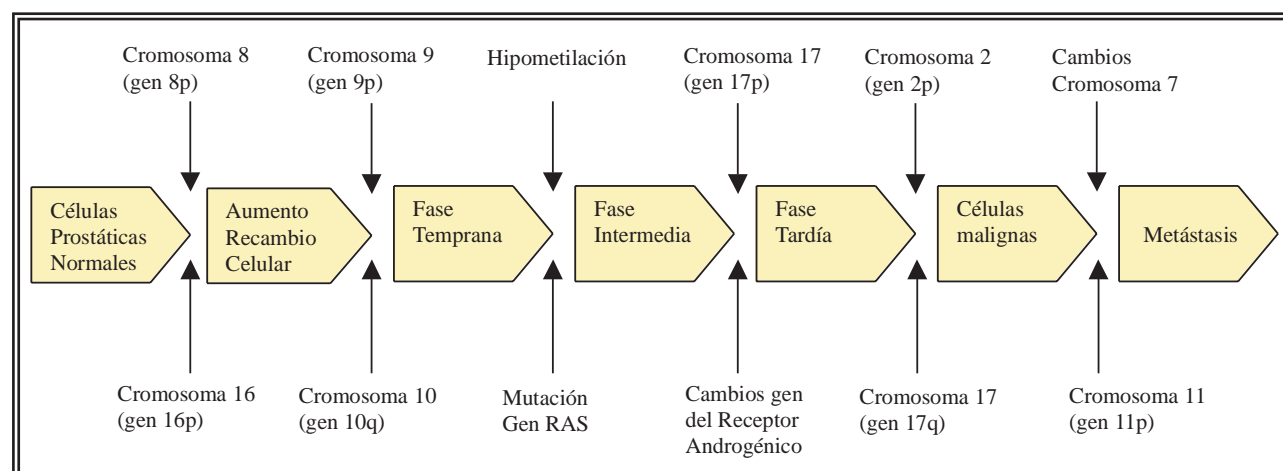 Cromosoma 8
(gen 8p)
Cromosoma 9
(gen 9p)
Hipometilación
Cromosoma 17
(gen 17p)
Cromosoma 2
(gen 2p)
Cambios
Cromosoma 7
Células
Prostáticas
Normales
Aumento
Recambio
Celular
Fase
Temprana
Fase
Intermedia
Fase
Tardía
Células
malignas
Metástasis
Cromosoma 16
(gen 16p)
Cromosoma 10
(gen 10q)
Mutación
Gen RAS
Cambios gen
del Receptor
Androgénico
Cromosoma 17
(gen 17q)
Cromosoma 11
(gen 11p)